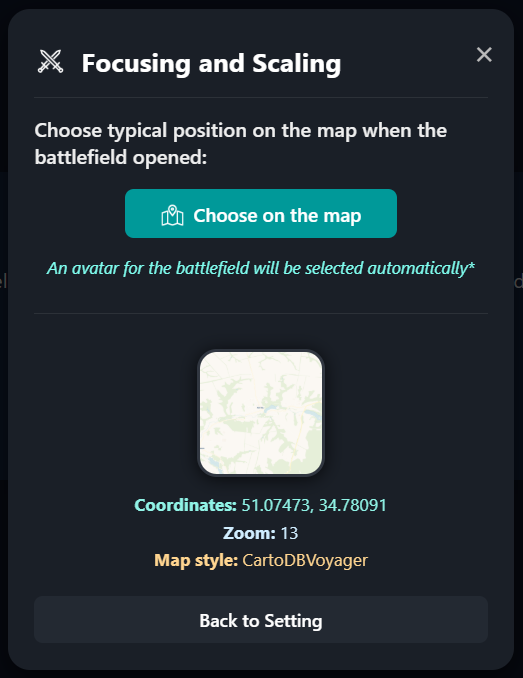 Focusing and Scaling
Choose typical position on the map when the
battlefield opened:
Choose on the map
An avatar for the battlefield will be selected automatically*
Coordinates: 51.07473, 34.78091
Zoom: 13
Map style: CartoDBVoyager
Back to Setting